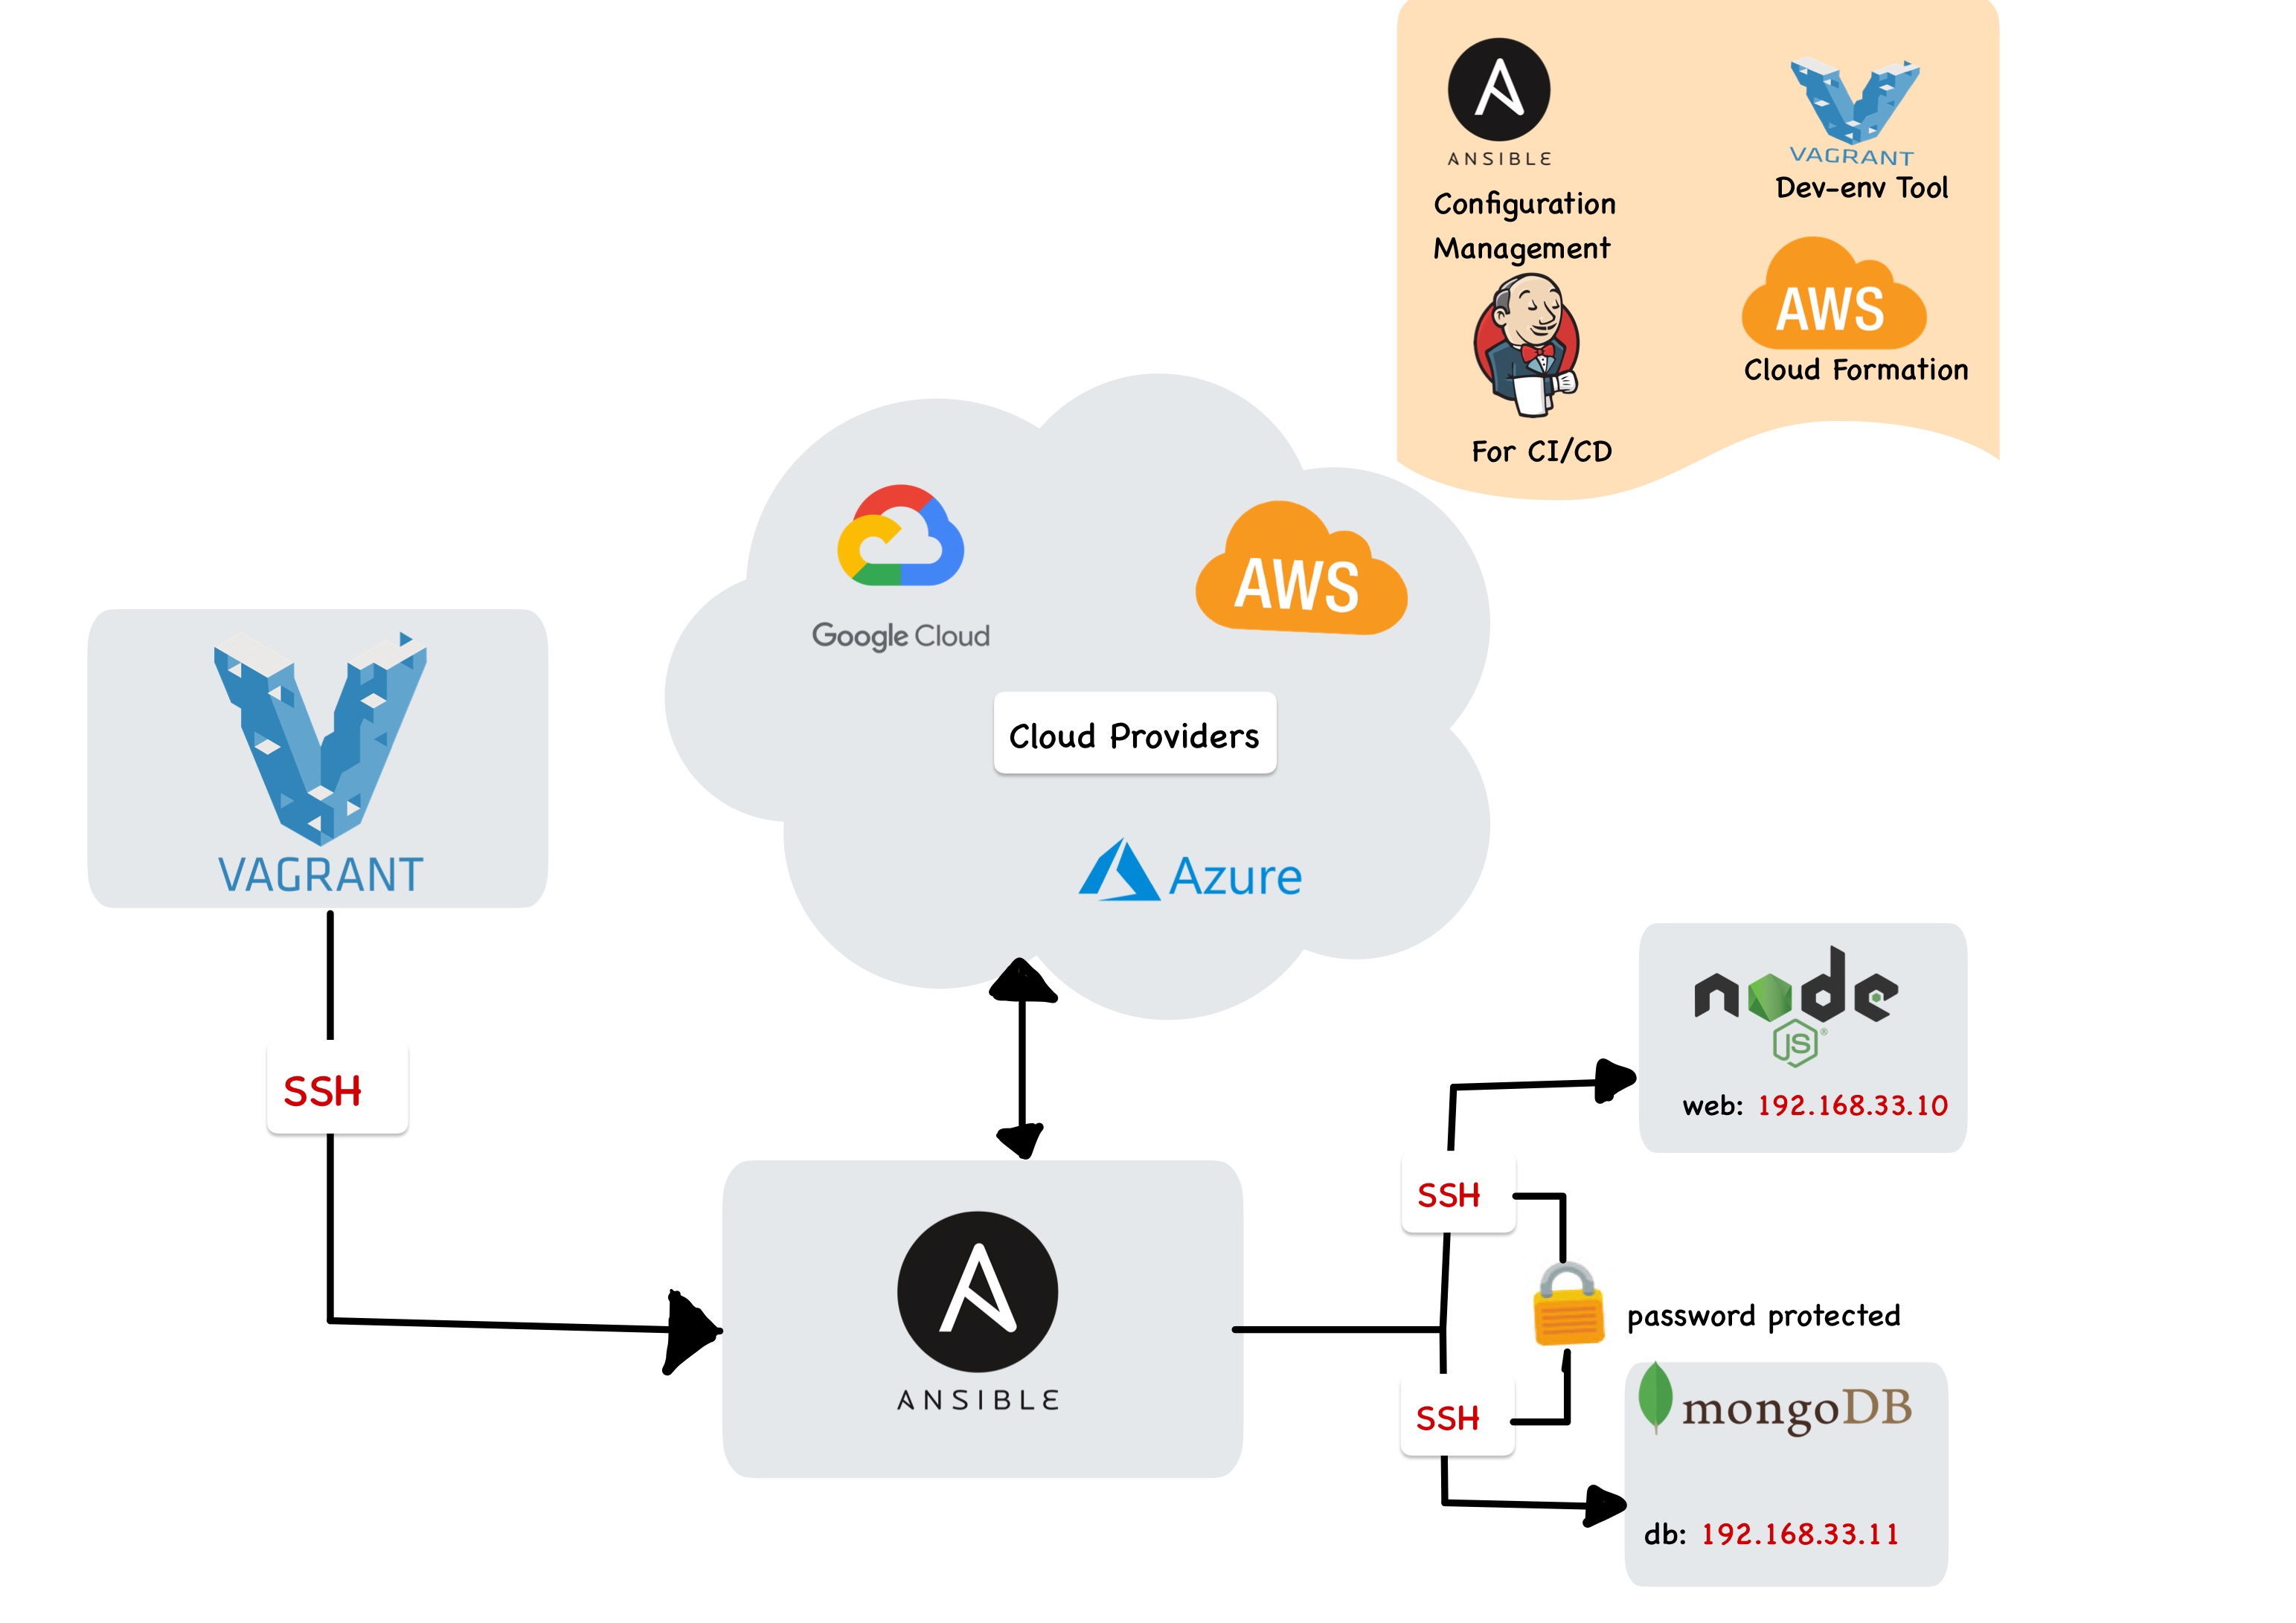 ANSIBLE
VAGRANT
Configuration
Management
Dev-env Tool
AWS
Cloud Formation
For CI/CD
Google Cloud
AWS
Cloud Providers
Azure
VAGRANT
SSH
ANSIBLE
node
JS®
web: 192.168.33.10
SSH
password protected
SSH
mongoDB
db: 192.168.33.11